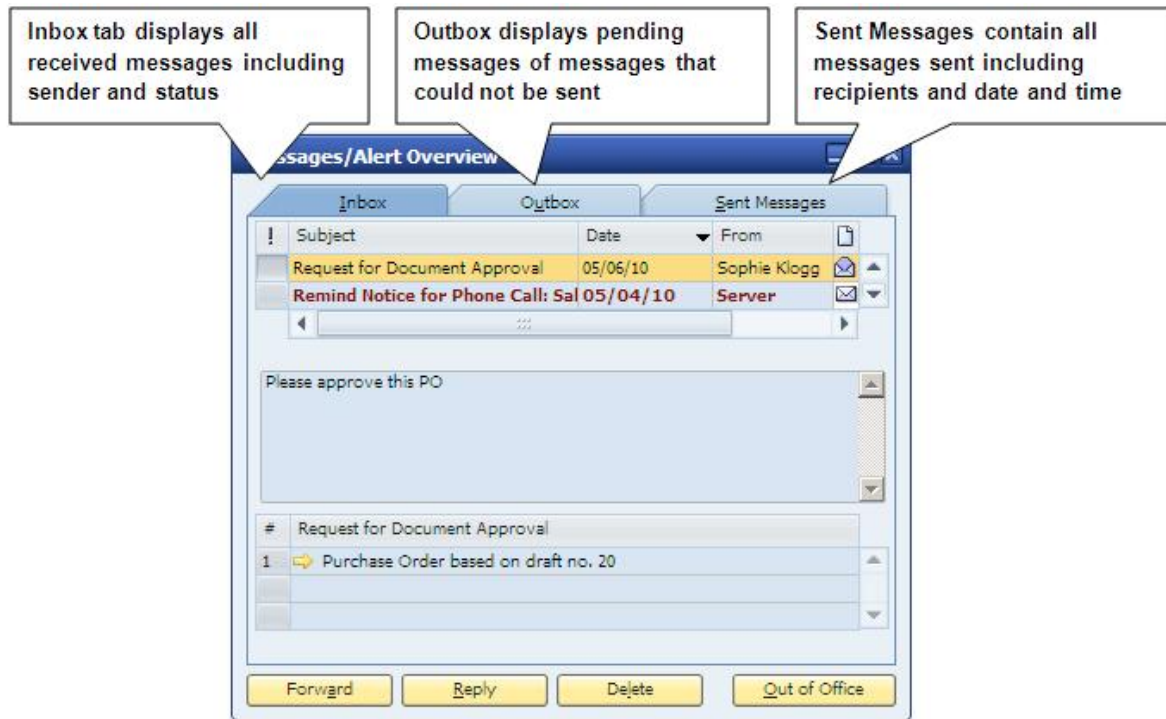 Inbox tab displays all
received messages including
sender and status
Outbox displays pending
messages of messages that
could not be sent
Sent Messages contain all
messages sent including
recipients and date and time
ssages/Alert Overview
Inbox Outbox Sent Messages
! Subject Date From
Request for Document Approval 05/06/10 Sophie Klogg
Remind Notice for Phone Call: Sal 05/04/10 Server
Please approve this PO
# Request for Document Approval
1 Purchase Order based on draft no. 20
Forward Reply Delete Out of Office